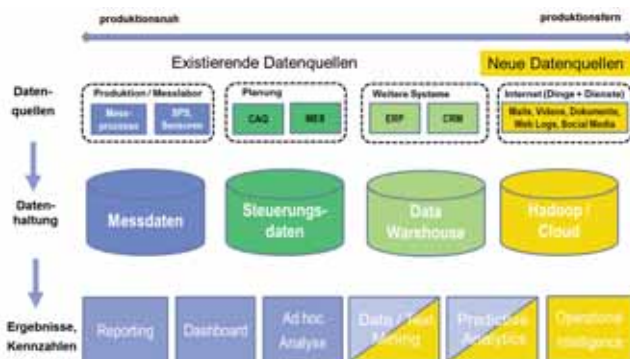 produktionsnah
produktionsfern
Existierende Datenquellen
Neue Datenquellen
Daten-
quellen
Produktion / Messlabor
Mess-
prozesse
SPS,
Sensoren
Planung
CAQ
MES
Weitere Systeme
ERP
CRM
Internet (Dinge + Dienste)
Mails, Videos, Dokumente,
Web Logs, Social Media
Daten-
haltung
Messdaten
Steuerungs-
daten
Data
Warehouse
Hadoop /
Cloud
Ergebnisse,
Kennzahlen
Reporting
Dashboard
Ad hoc
Analyse
Data / Text
Mining
Predictive
Analytics
Operational
Intelligence